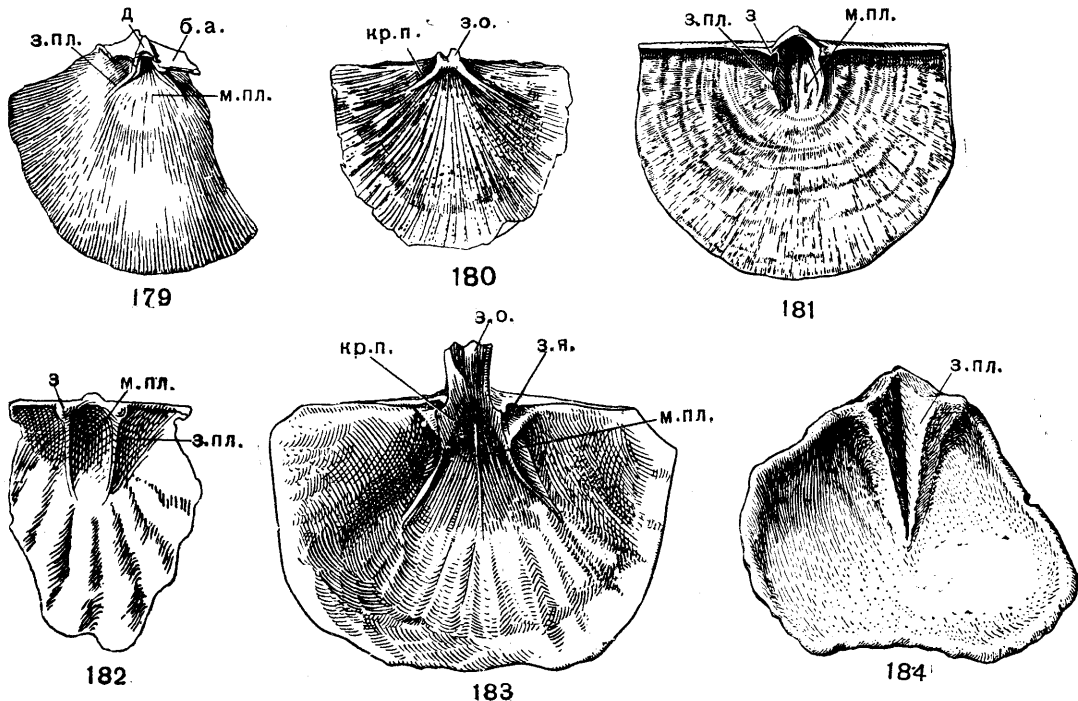 д
з.пл.
б.а.
м.пл.
179
кр.п.
з.о.
180
з.пл.
з
м.пл.
181
з
м.пл.
з.пл.
182
з.о.
кр.п.
з.я.
м.пл.
183
з.пл.
184